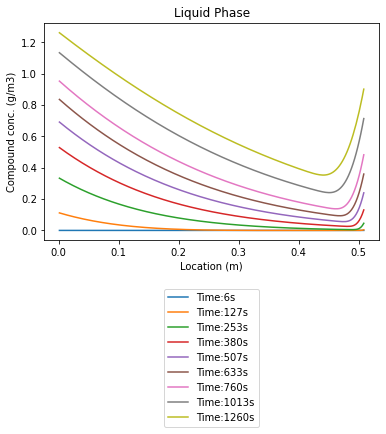 Liquid Phase
Compound conc. (g/m3)
1.2
1.0
0.8
0.6
0.4
0.2
0.0
0.0 0.1 0.2 0.3 0.4 0.5
Location (m)
Time:6s
Time:127s
Time:253s
Time:380s
Time:507s
Time:633s
Time:760s
Time:1013s
Time:1260s